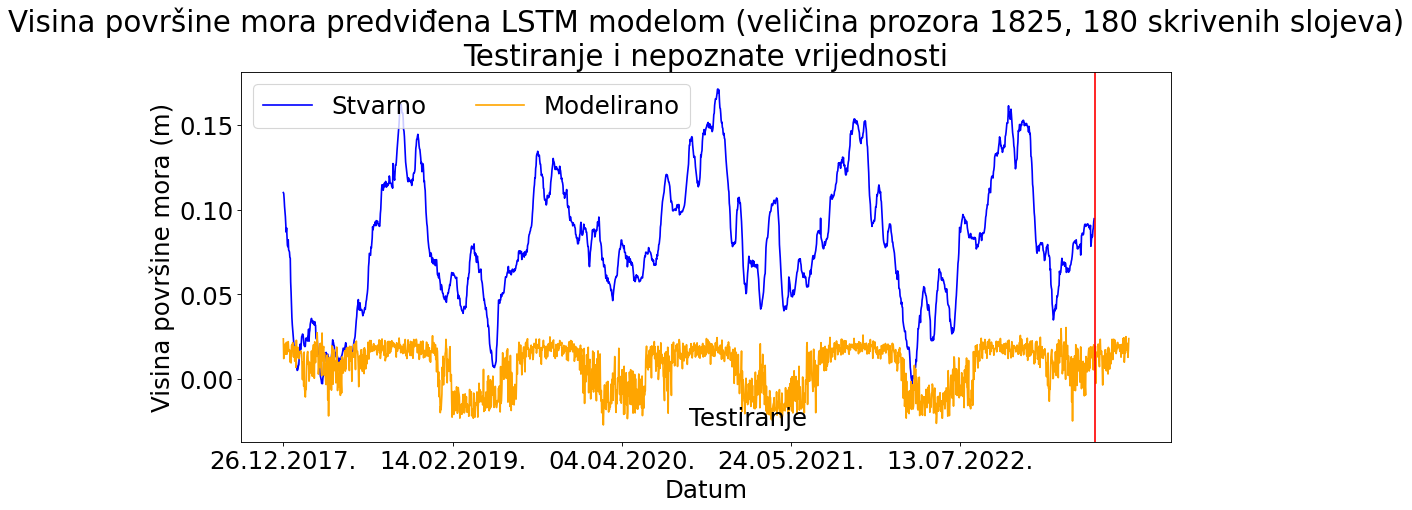 Visina površine mora predviđena LSTM modelom (veličina prozora 1825, 180 skrivenih slojeva)
Testiranje i nepoznate vrijednosti
Stvarno
Modelirano
Visina površine mora (m)
0.15
0.10
0.05
0.00
Testiranje
26.12.2017.
14.02.2019.
04.04.2020.
24.05.2021.
13.07.2022.
Datum